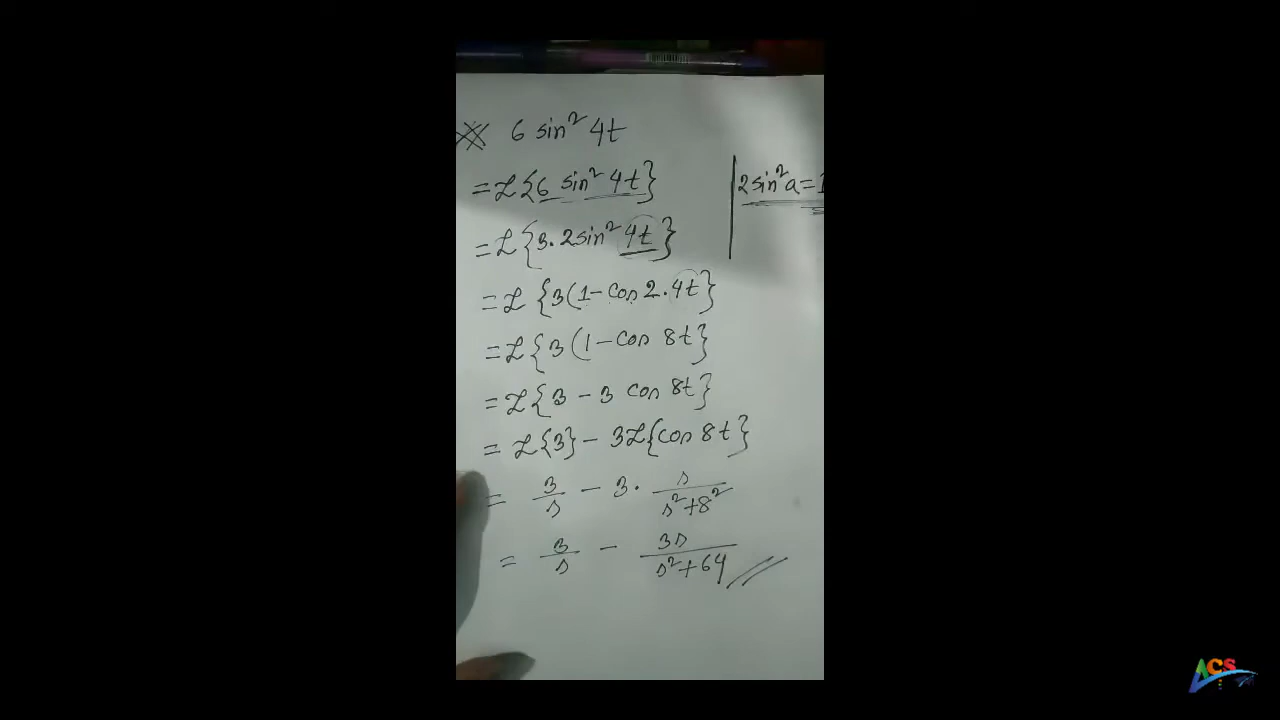 6 sin² 4t
= ℒ{6 sin² 4t}
2sin²a=1
= ℒ{3.2sin² 4t}
= ℒ{3(1-cos 2.4t}
= ℒ{3(1-cos 8t}
= ℒ{3 - 3 cos 8t}
= ℒ{3} - 3ℒ{cos 8t}
= 3/s - 3. s/s²+8²
= 3/s - 3s/s²+64
ACS